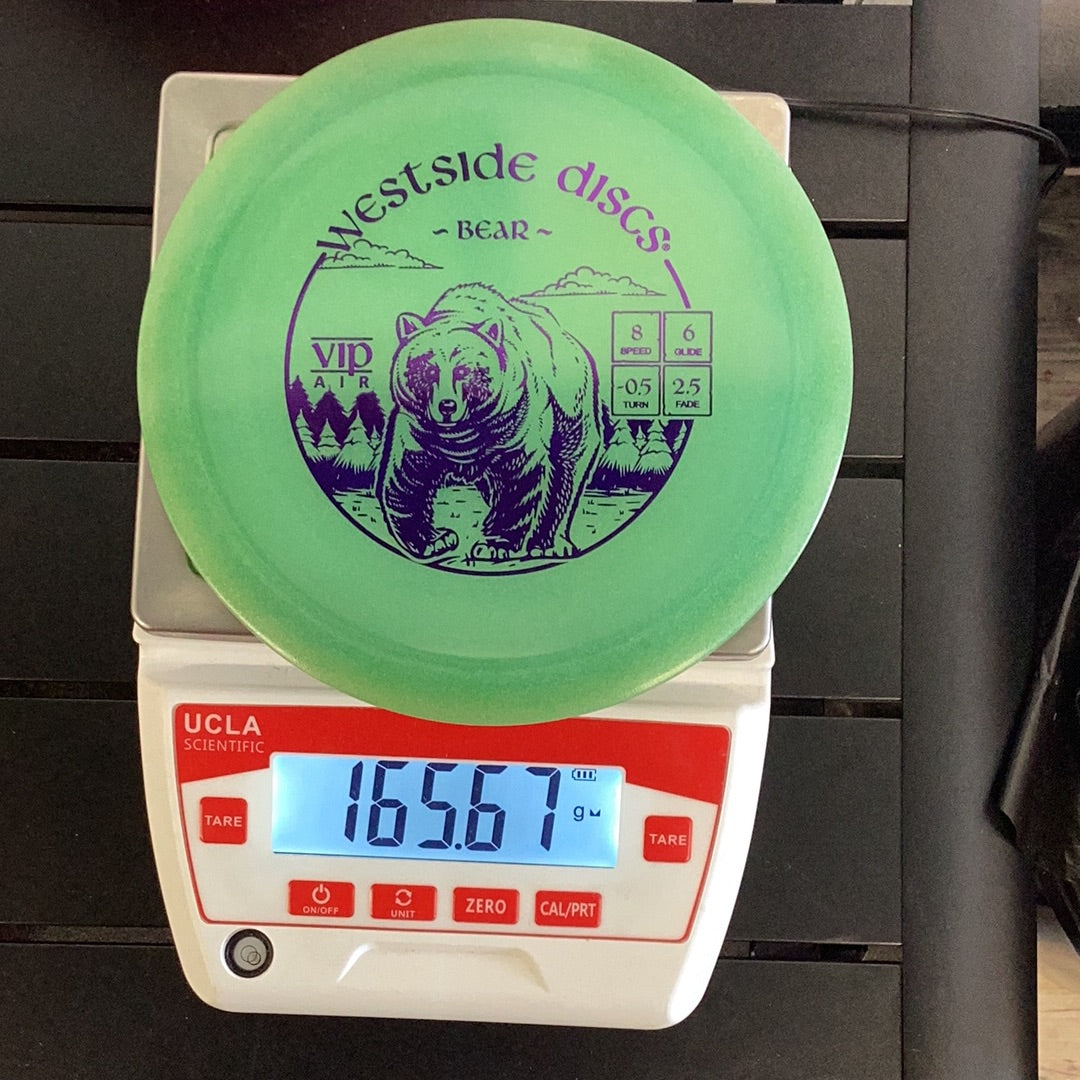 WESTSIDE DISCS®
~ BEAR ~
VIP
AIR
8 SPEED
6 GLIDE
-0.5 TURN
2.5 FADE
UCLA
SCIENTIFIC
165.67 g
TARE
TARE
ON/OFF
UNIT
ZERO
CAL/PRT